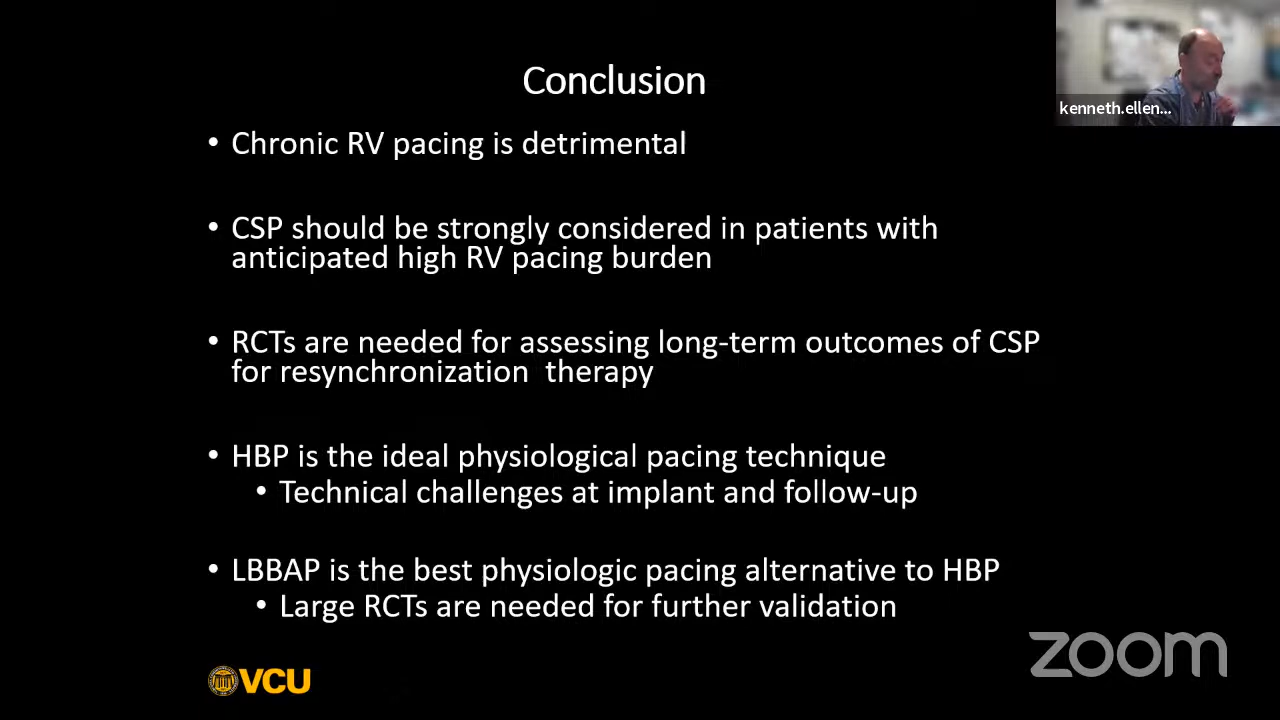 Conclusion
kenneth.ellen...
• Chronic RV pacing is detrimental
• CSP should be strongly considered in patients with
anticipated high RV pacing burden
• RCTs are needed for assessing long-term outcomes of CSP
for resynchronization therapy
• HBP is the ideal physiological pacing technique
• Technical challenges at implant and follow-up
• LBBAP is the best physiologic pacing alternative to HBP
• Large RCTs are needed for further validation
zoom
VCU